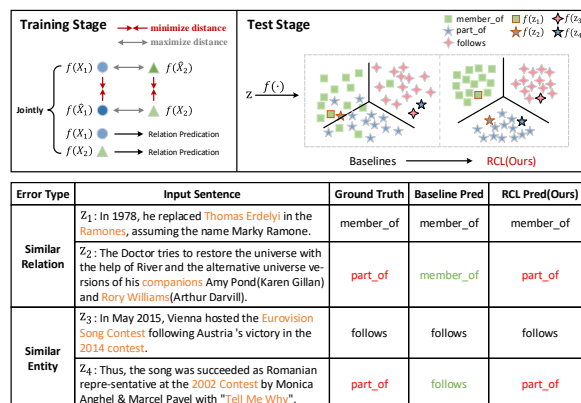 Training Stage
minimize distance
maximize distance
f(X₁)
f(X̂₂)
Jointly
f(X̂₁)
f(X₂)
f(X₁) Relation Predication
f(X₂) Relation Predication
Test Stage
member_of f(z₁) f(z₃)
part_of f(z₂) f(z₄)
follows
z f(·)
Baselines RCL(Ours)
Error Type Input Sentence Ground Truth Baseline Pred RCL Pred(Ours)
Similar Relation
Z₁: In 1978, he replaced Thomas Erdelyi in the
Ramones, assuming the name Marky Ramone.
member_of member_of member_of
Z₂: The Doctor tries to restore the universe with
the help of River and the alternative universe ve-
rsions of his companions Amy Pond(Karen Gillan)
and Rory Williams(Arthur Darvill).
part_of member_of part_of
Similar Entity
Z₃: In May 2015, Vienna hosted the Eurovision
Song Contest following Austria 's victory in the
2014 contest.
follows follows follows
Z₄: Thus, the song was succeeded as Romanian
repre-sentative at the 2002 Contest by Monica
Anghel & Marcel Pavel with "Tell Me Why".
part_of follows part_of